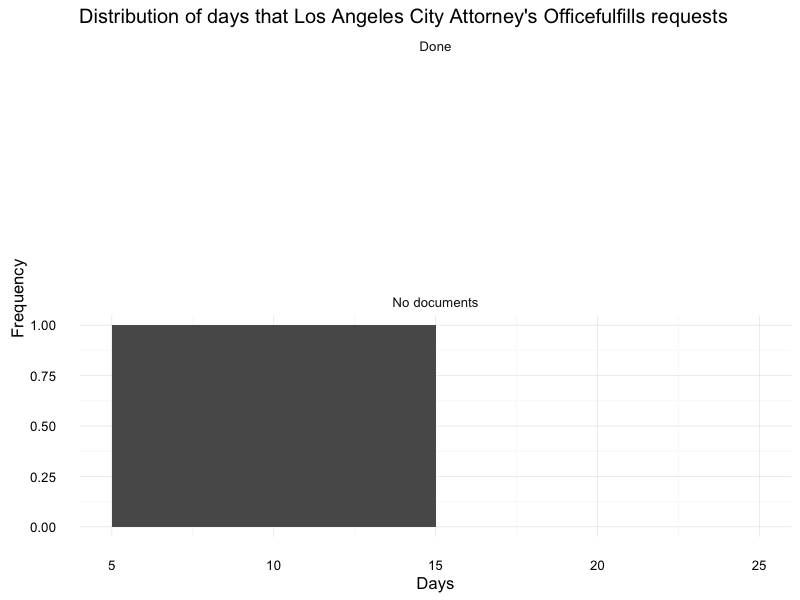 Distribution of days that Los Angeles City Attorney's Officefulfills requests
Done
No documents
Frequency
1.00
0.75
0.50
0.25
0.00
5 10 15 20 25
Days